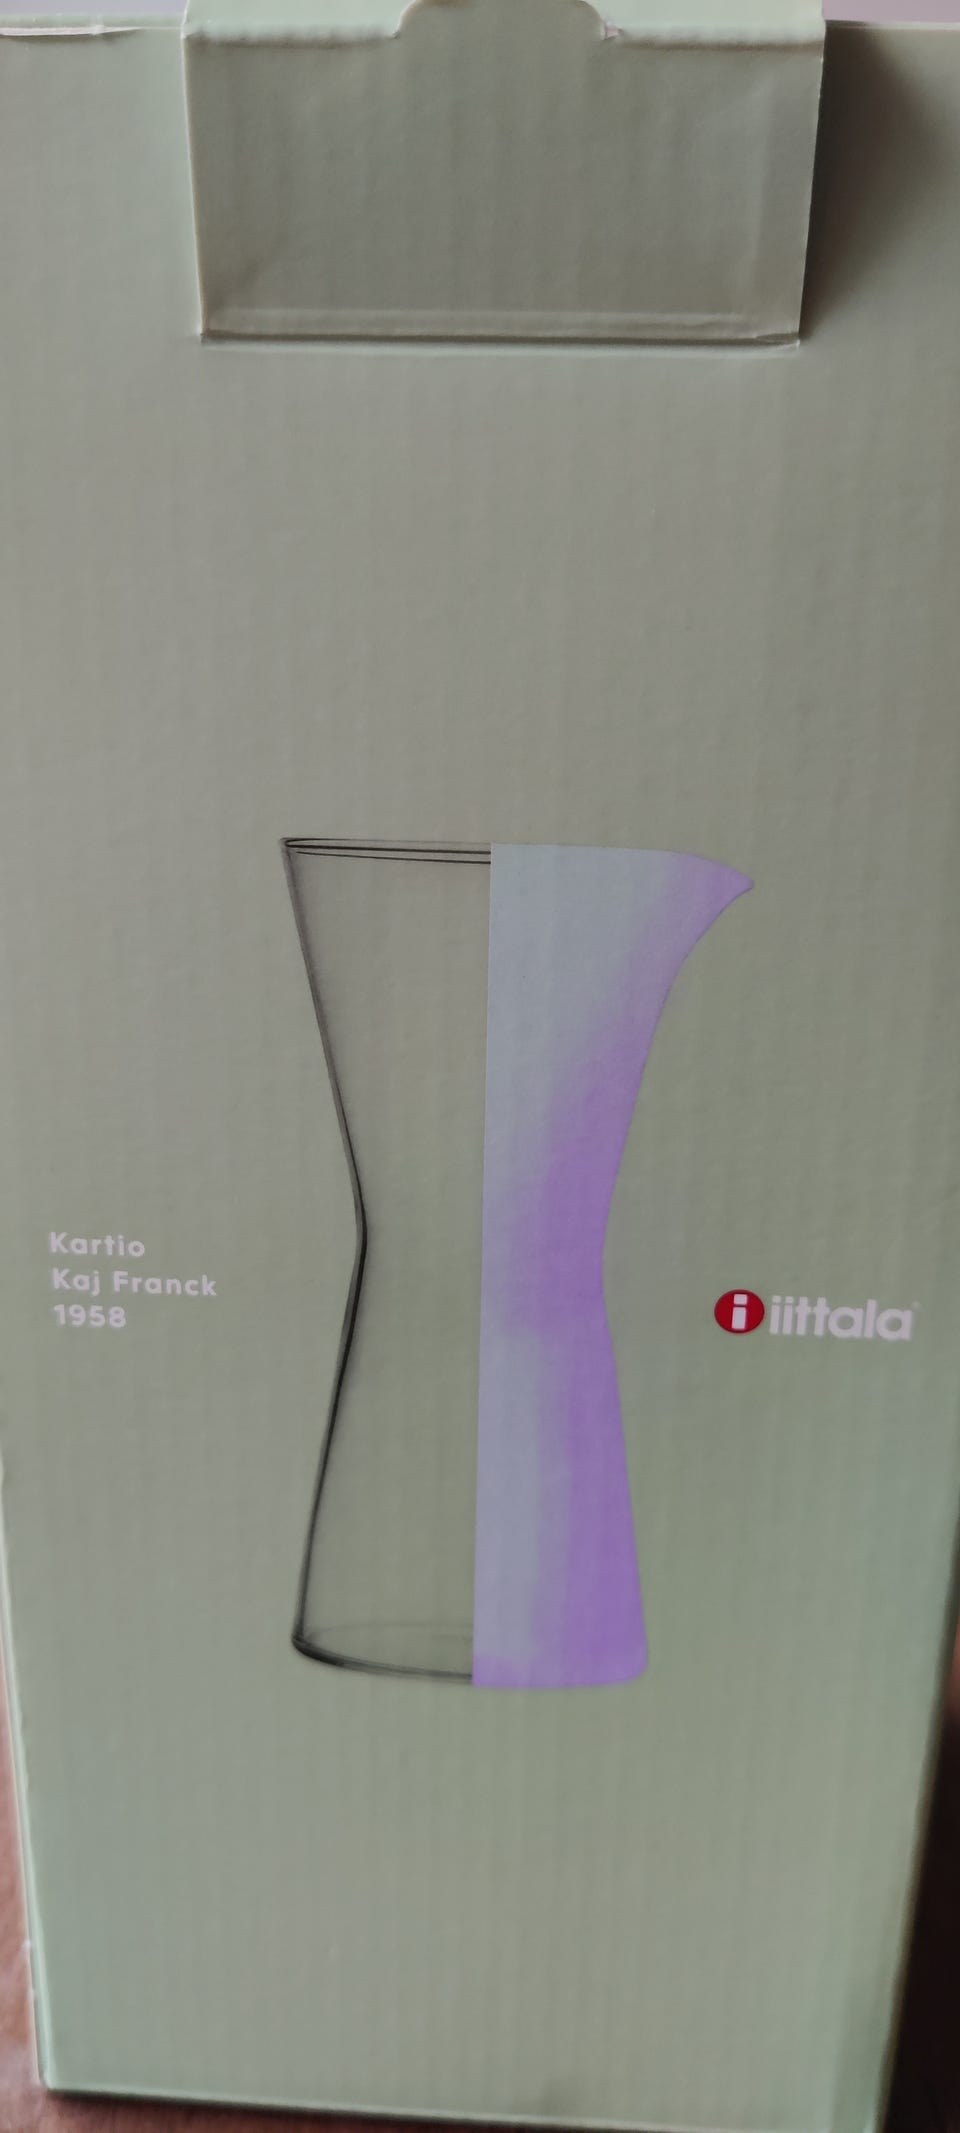 Kartio
Kaj Franck
1958
iittala